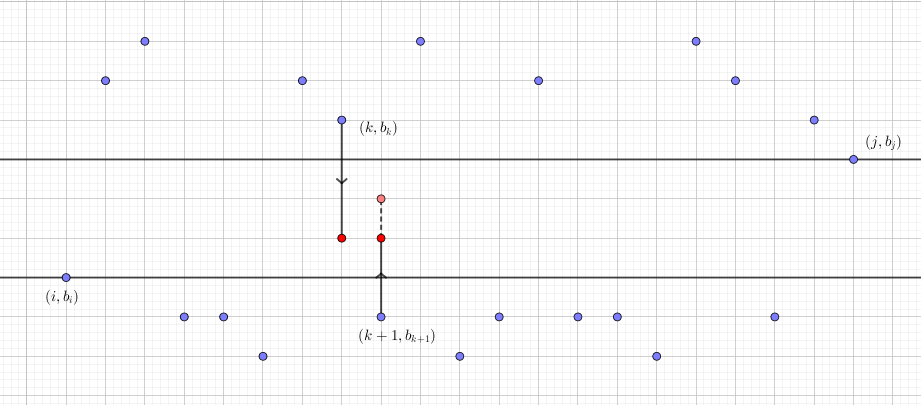 (k, b_k)
(j, b_j)
(i, b_i)
(k + 1, b_{k+1})